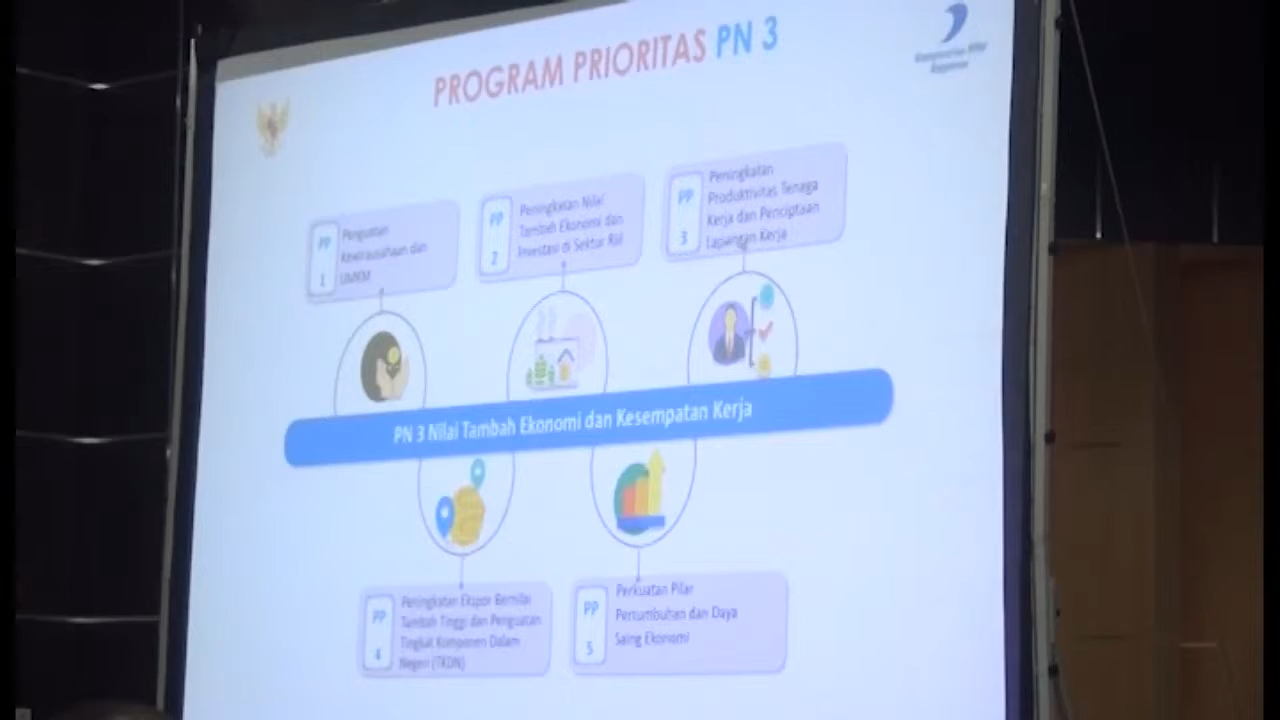 PROGRAM PRIORITAS PN 3
PP
1
Penguatan
Kewirausahaan dan
UMKM
PP
2
Peningkatan Nilai
Tambah Ekonomi dan
Investasi di Sektor Riil
PP
3
Peningkatan
Produktivitas Tenaga
Kerja dan Penciptaan
Lapangan Kerja
PN 3 Nilai Tambah Ekonomi dan Kesempatan Kerja
PP
4
Peningkatan Ekspor Bernilai
Tambah Tinggi dan Penguatan
Tingkat Komponen Dalam
Negeri (TKDN)
PP
5
Perkuatan Pilar
Pertumbuhan dan Daya
Saing Ekonomi